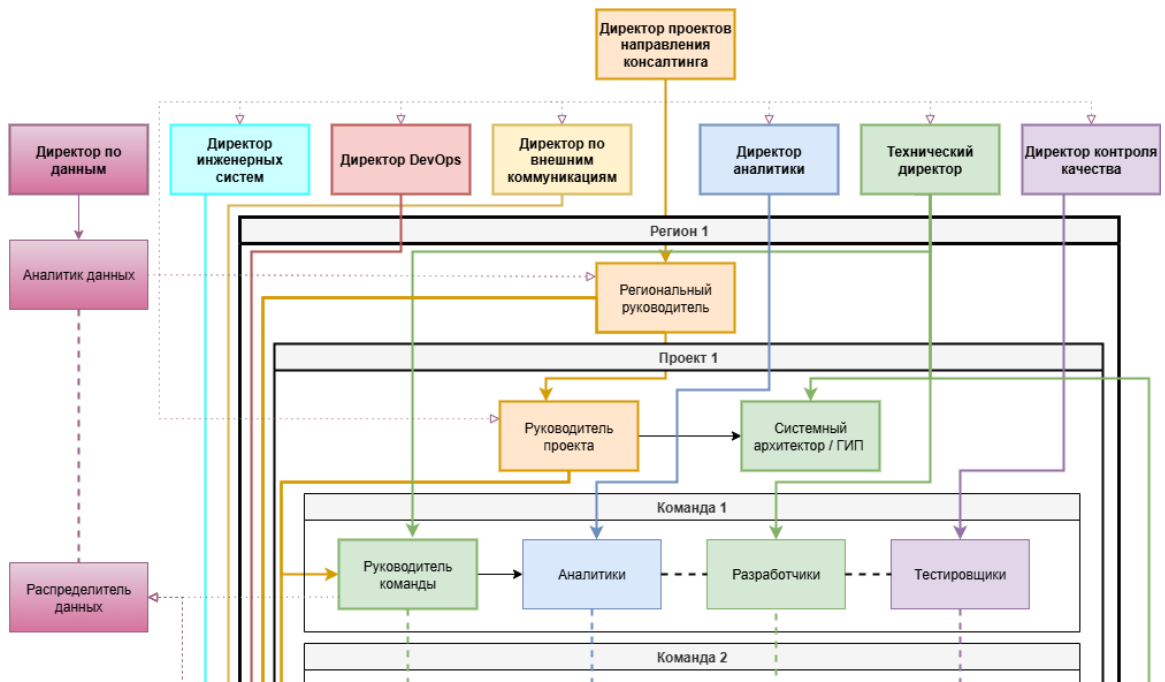 Директор проектов
направления
консалтинга
Директор по
данным
Директор
инженерных
систем
Директор DevOps
Директор по
внешним
коммуникациям
Директор
аналитики
Технический
директор
Директор контроля
качества
Регион 1
Аналитик данных
Региональный
руководитель
Проект 1
Руководитель
проекта
Системный
архитектор / ГИП
Команда 1
Руководитель
команды
Аналитики
Разработчики
Тестировщики
Распределитель
данных
Команда 2